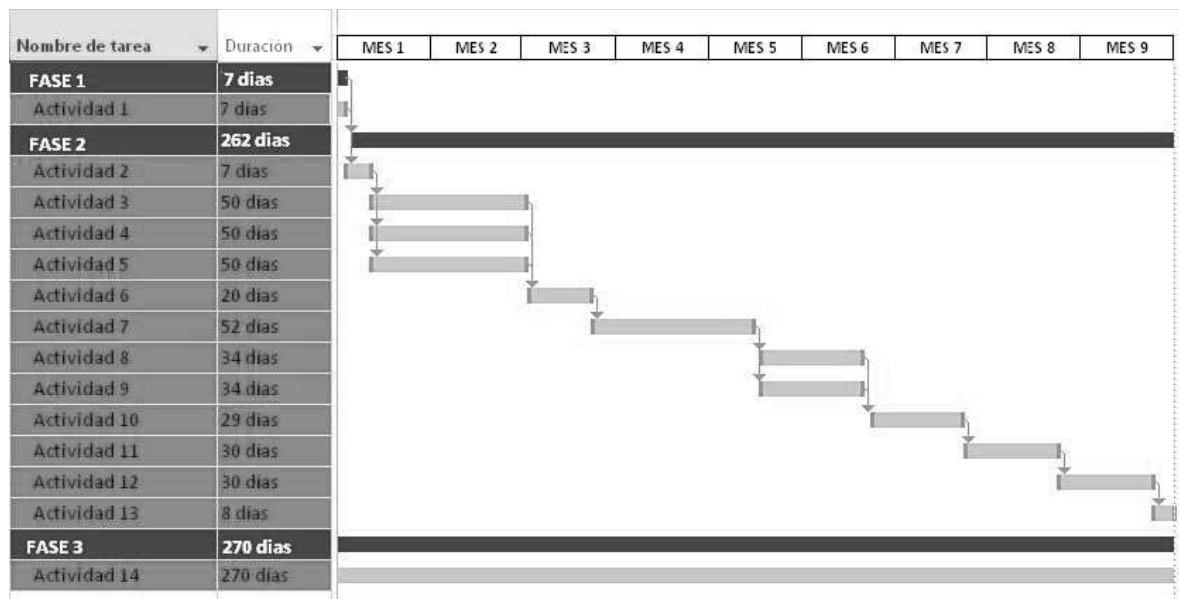 Nombre de tarea Duración MES 1 MES 2 MES 3 MES 4 MES 5 MES 6 MES 7 MES 8 MES 9
FASE 1 7 dias
Actividad 1 7 dias
FASE 2 262 dias
Actividad 2 7 dias
Actividad 3 50 dias
Actividad 4 50 dias
Actividad 5 50 dias
Actividad 6 20 dias
Actividad 7 52 dias
Actividad 8 34 dias
Actividad 9 34 dias
Actividad 10 29 dias
Actividad 11 30 dias
Actividad 12 30 dias
Actividad 13 8 dias
FASE 3 270 dias
Actividad 14 270 dias